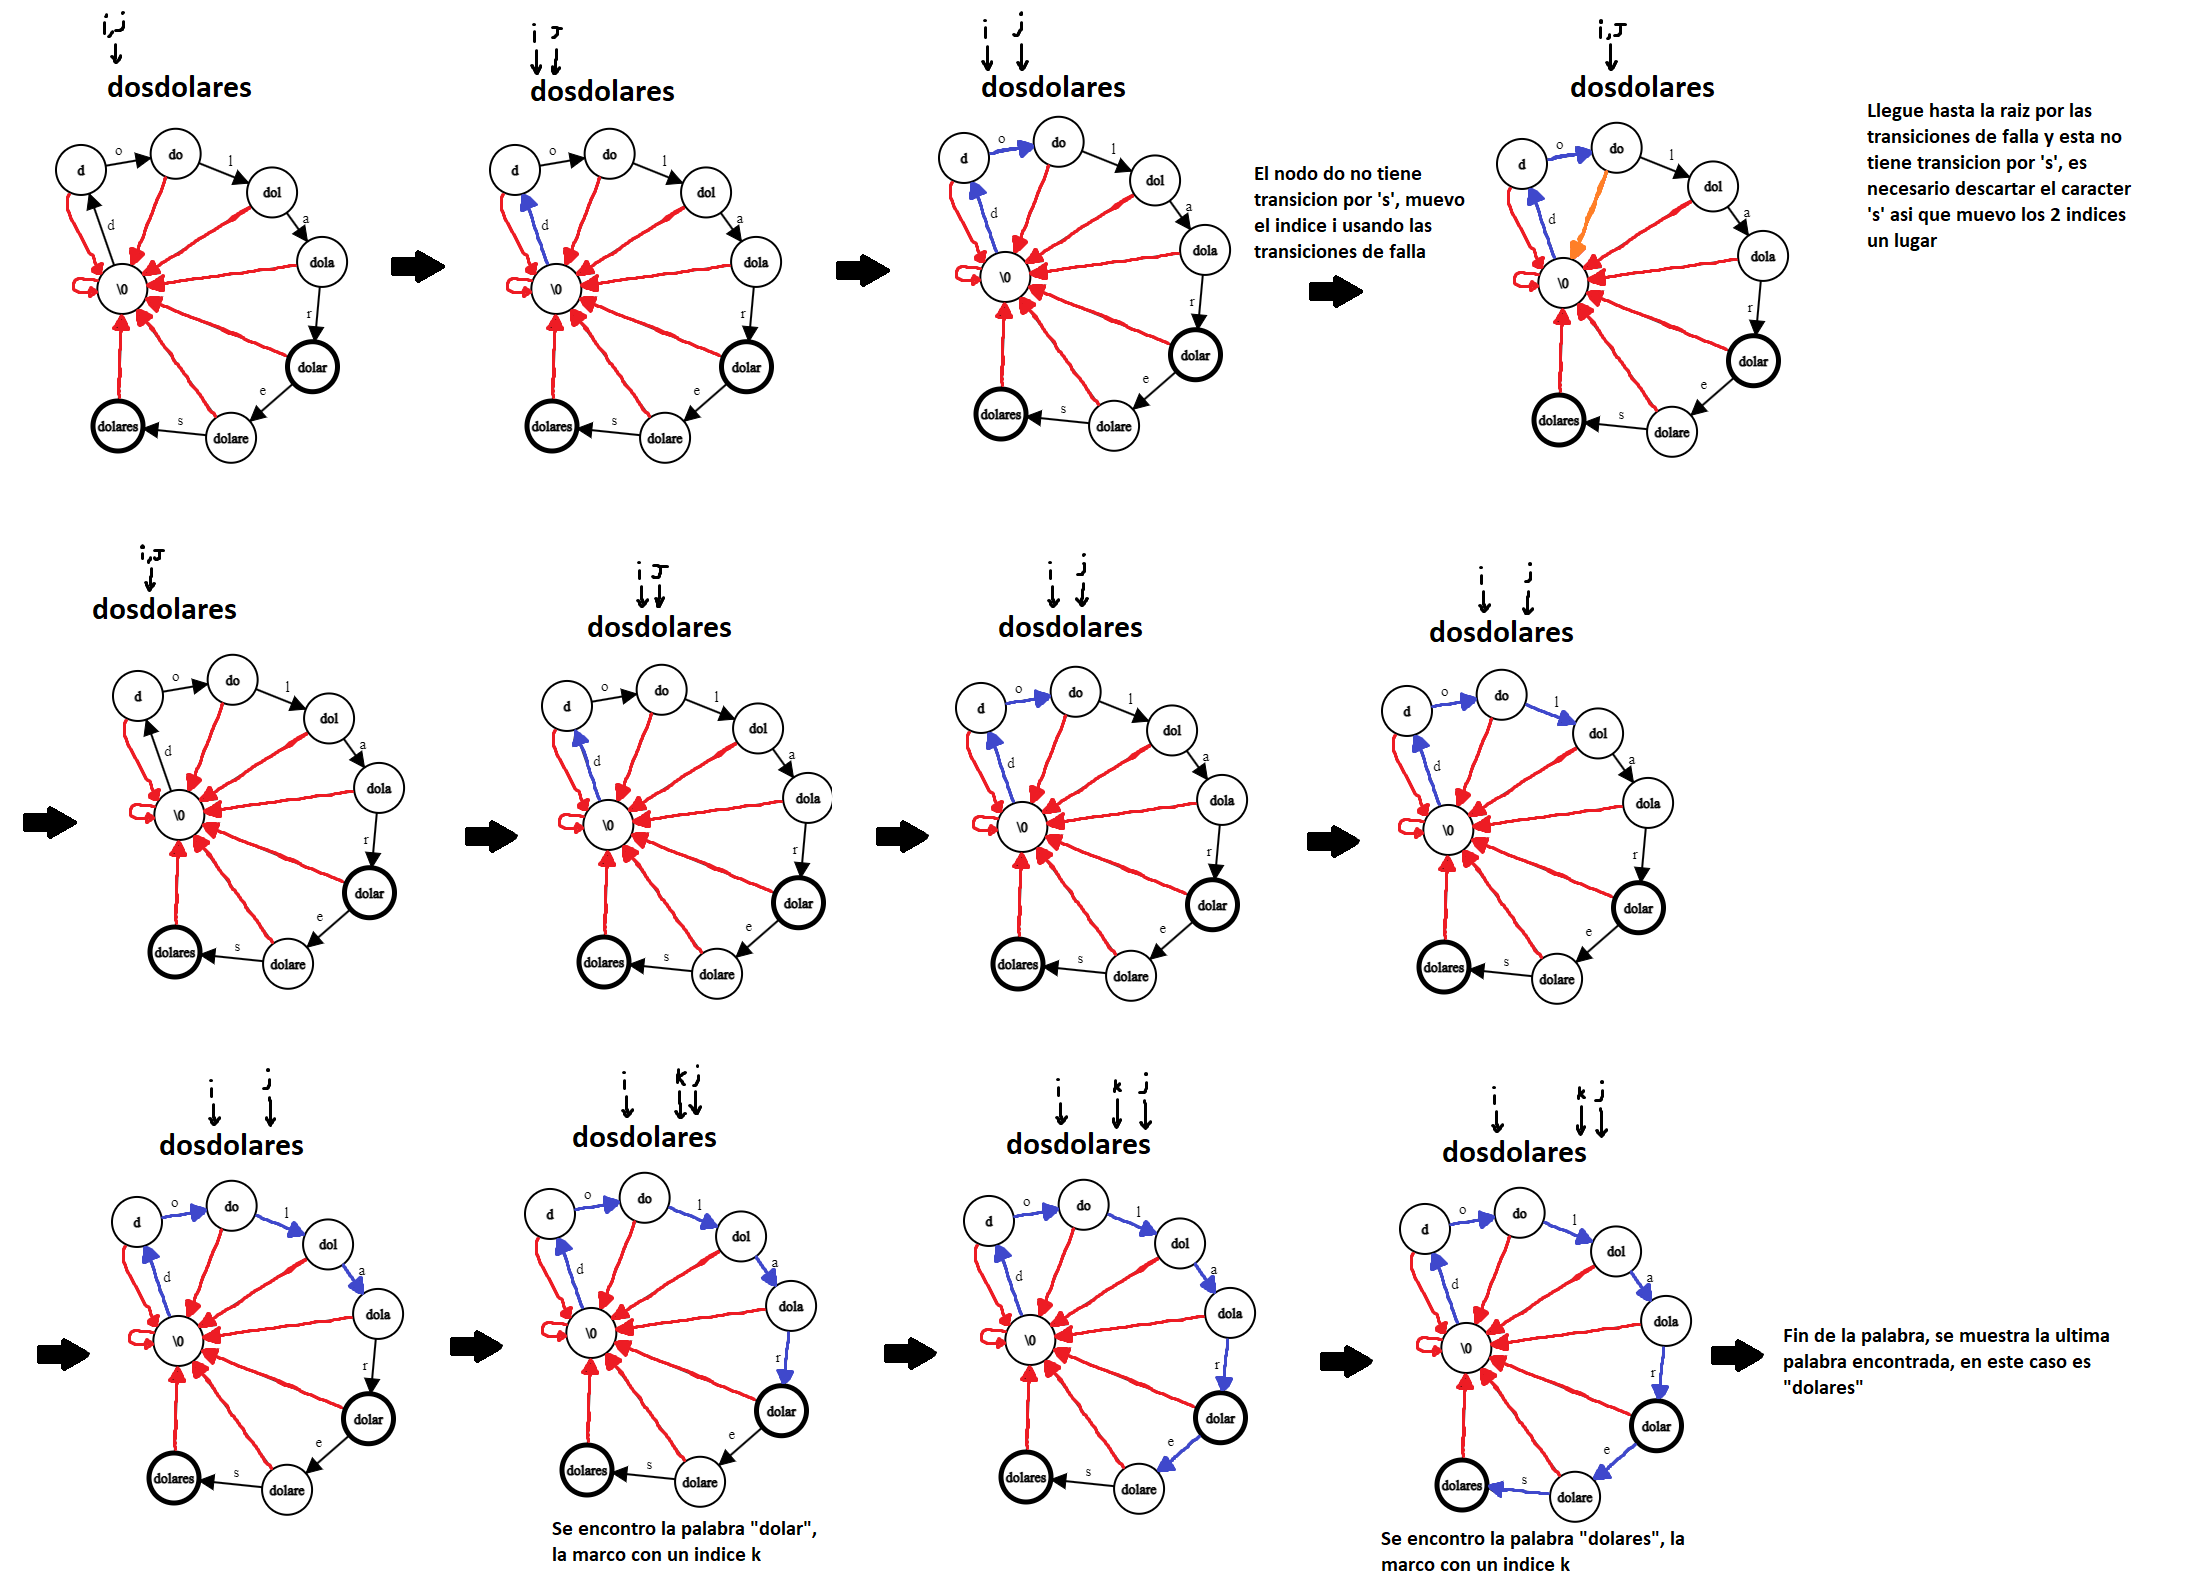 i,j
i J
i j
i,J
dosdolares
dosdolares
dosdolares
dosdolares
d o do l dol a dola r dolar e dolare s dolares \0 d
d o do l dol a dola r dolar e dolare s dolares \0 d
d o do l dol a dola r dolar e dolare s dolares \0 d
El nodo do no tiene
transicion por 's', muevo
el indice i usando las
transiciones de falla
d o do l dol a dola r dolar e dolare s dolares \0 d
Llegue hasta la raiz por las
transiciones de falla y esta no
tiene transicion por 's', es
necesario descartar el caracter
's' asi que muevo los 2 indices
un lugar
i,J
i J
i j
i j
dosdolares
dosdolares
dosdolares
dosdolares
d o do l dol a dola r dolar e dolare s dolares \0 d
d o do l dol a dola r dolar e dolare s dolares \0 d
d o do l dol a dola r dolar e dolare s dolares \0 d
d o do l dol a dola r dolar e dolare s dolares \0 d
i j
i k j
i k j
i k j
dosdolares
dosdolares
dosdolares
dosdolares
d o do l dol a dola r dolar e dolare s dolares \0 d
d o do l dol a dola r dolar e dolare s dolares \0 d
Se encontro la palabra "dolar",
la marco con un indice k
d o do l dol a dola r dolar e dolare s dolares \0 d
d o do l dol a dola r dolar e dolare s dolares \0 d
Se encontro la palabra "dolares", la
marco con un indice k
Fin de la palabra, se muestra la ultima
palabra encontrada, en este caso es
"dolares"